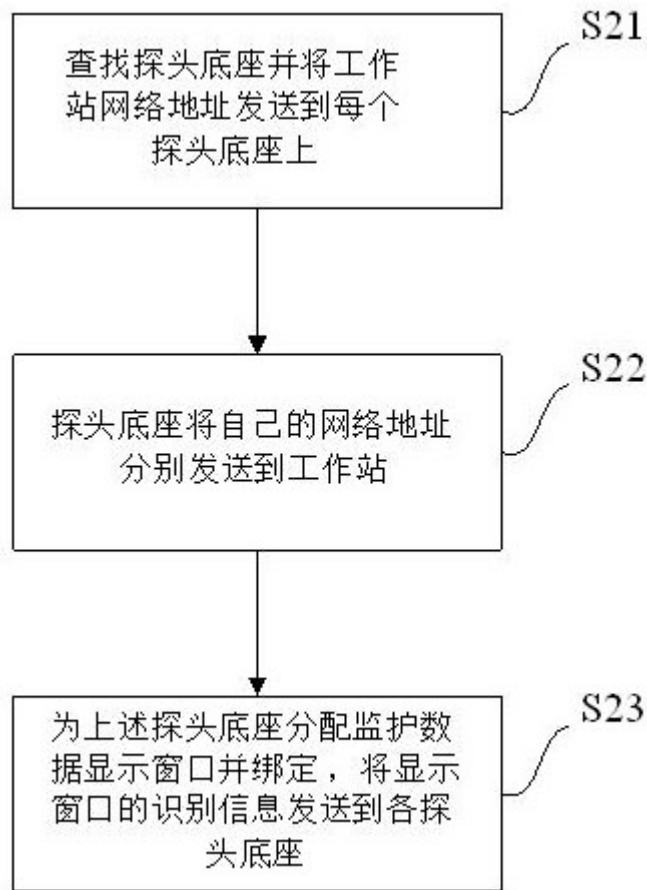 S21
查找探头底座并将工作
站网络地址发送到每个
探头底座上
S22
探头底座将自己的网络地址
分别发送到工作站
S23
为上述探头底座分配监护数
据显示窗口并绑定，将显示
窗口的识别信息发送到各探
头底座